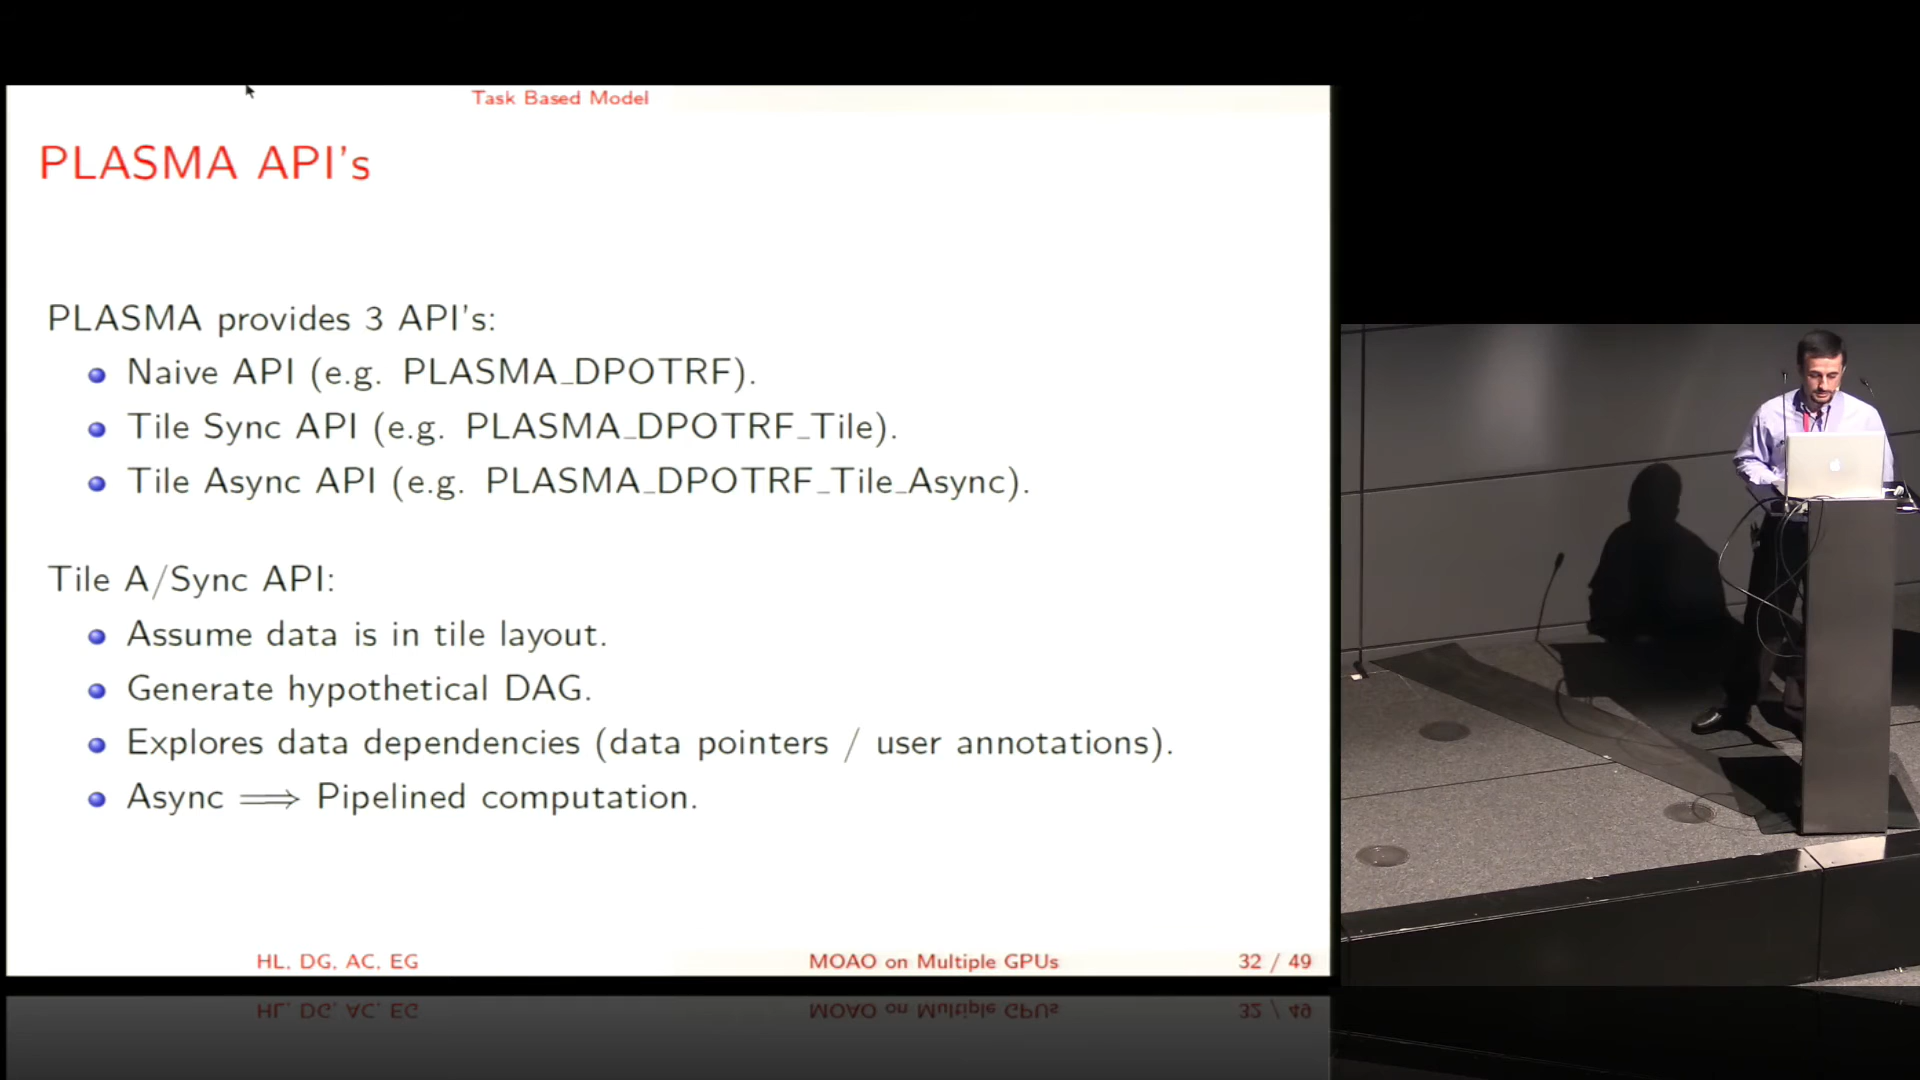 Task Based Model
PLASMA API's
PLASMA provides 3 API's:
Naive API (e.g. PLASMA_DPOTRF).
Tile Sync API (e.g. PLASMA_DPOTRF_Tile).
Tile Async API (e.g. PLASMA_DPOTRF_Tile_Async).
Tile A/Sync API:
Assume data is in tile layout.
Generate hypothetical DAG.
Explores data dependencies (data pointers / user annotations).
Async ⟹ Pipelined computation.
HL, DG, AC, EG MOAO on Multiple GPUs 32 / 49